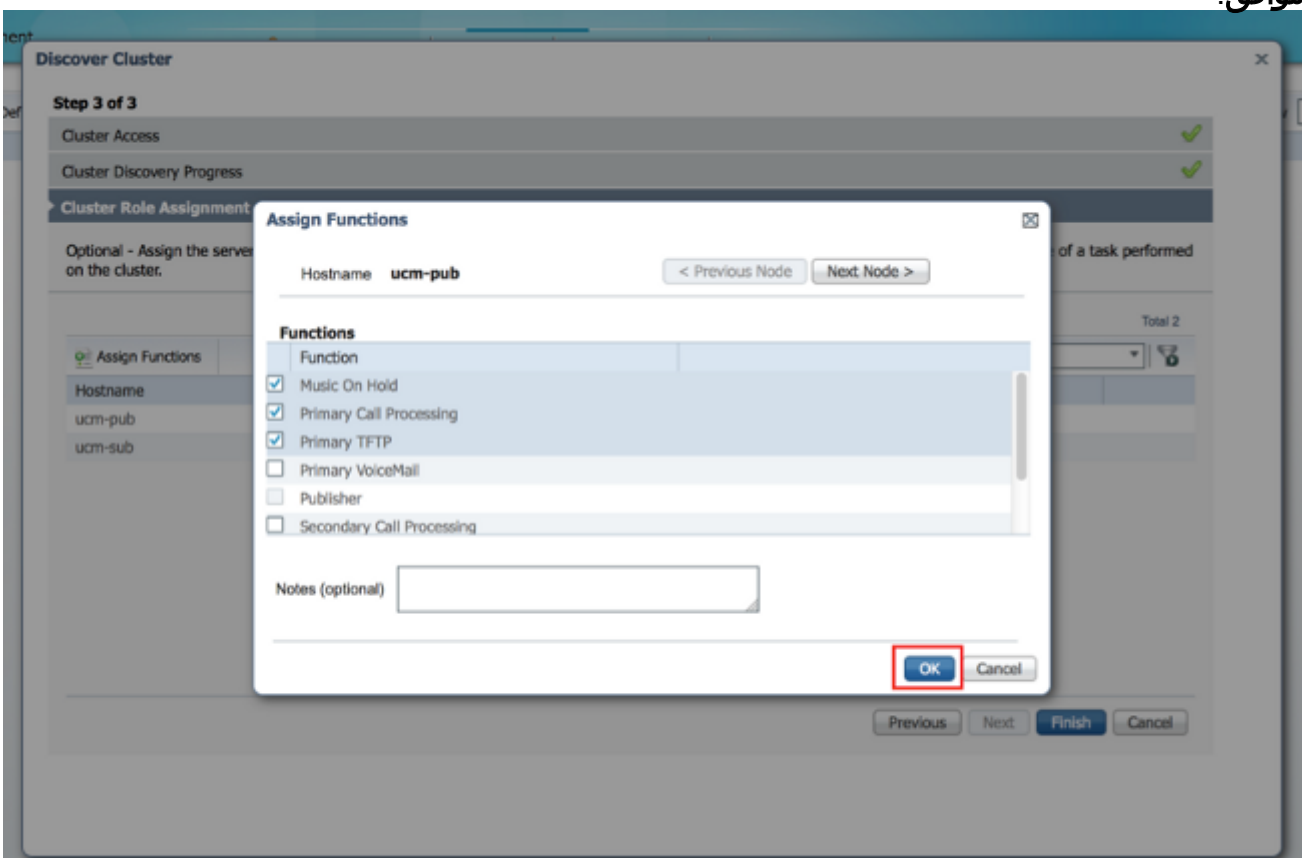 موافق.
nent
Discover Cluster
Step 3 of 3
Def
Cluster Access
Cluster Discovery Progress
Cluster Role Assignment
Optional - Assign the server
of a task performed
on the cluster.
Total 2
Assign Functions
Hostname
ucm-pub
ucm-sub
Assign Functions
Hostname ucm-pub < Previous Node Next Node >
Functions
Function
Music On Hold
Primary Call Processing
Primary TFTP
Primary VoiceMail
Publisher
Secondary Call Processing
Notes (optional)
OK Cancel
Previous Next Finish Cancel